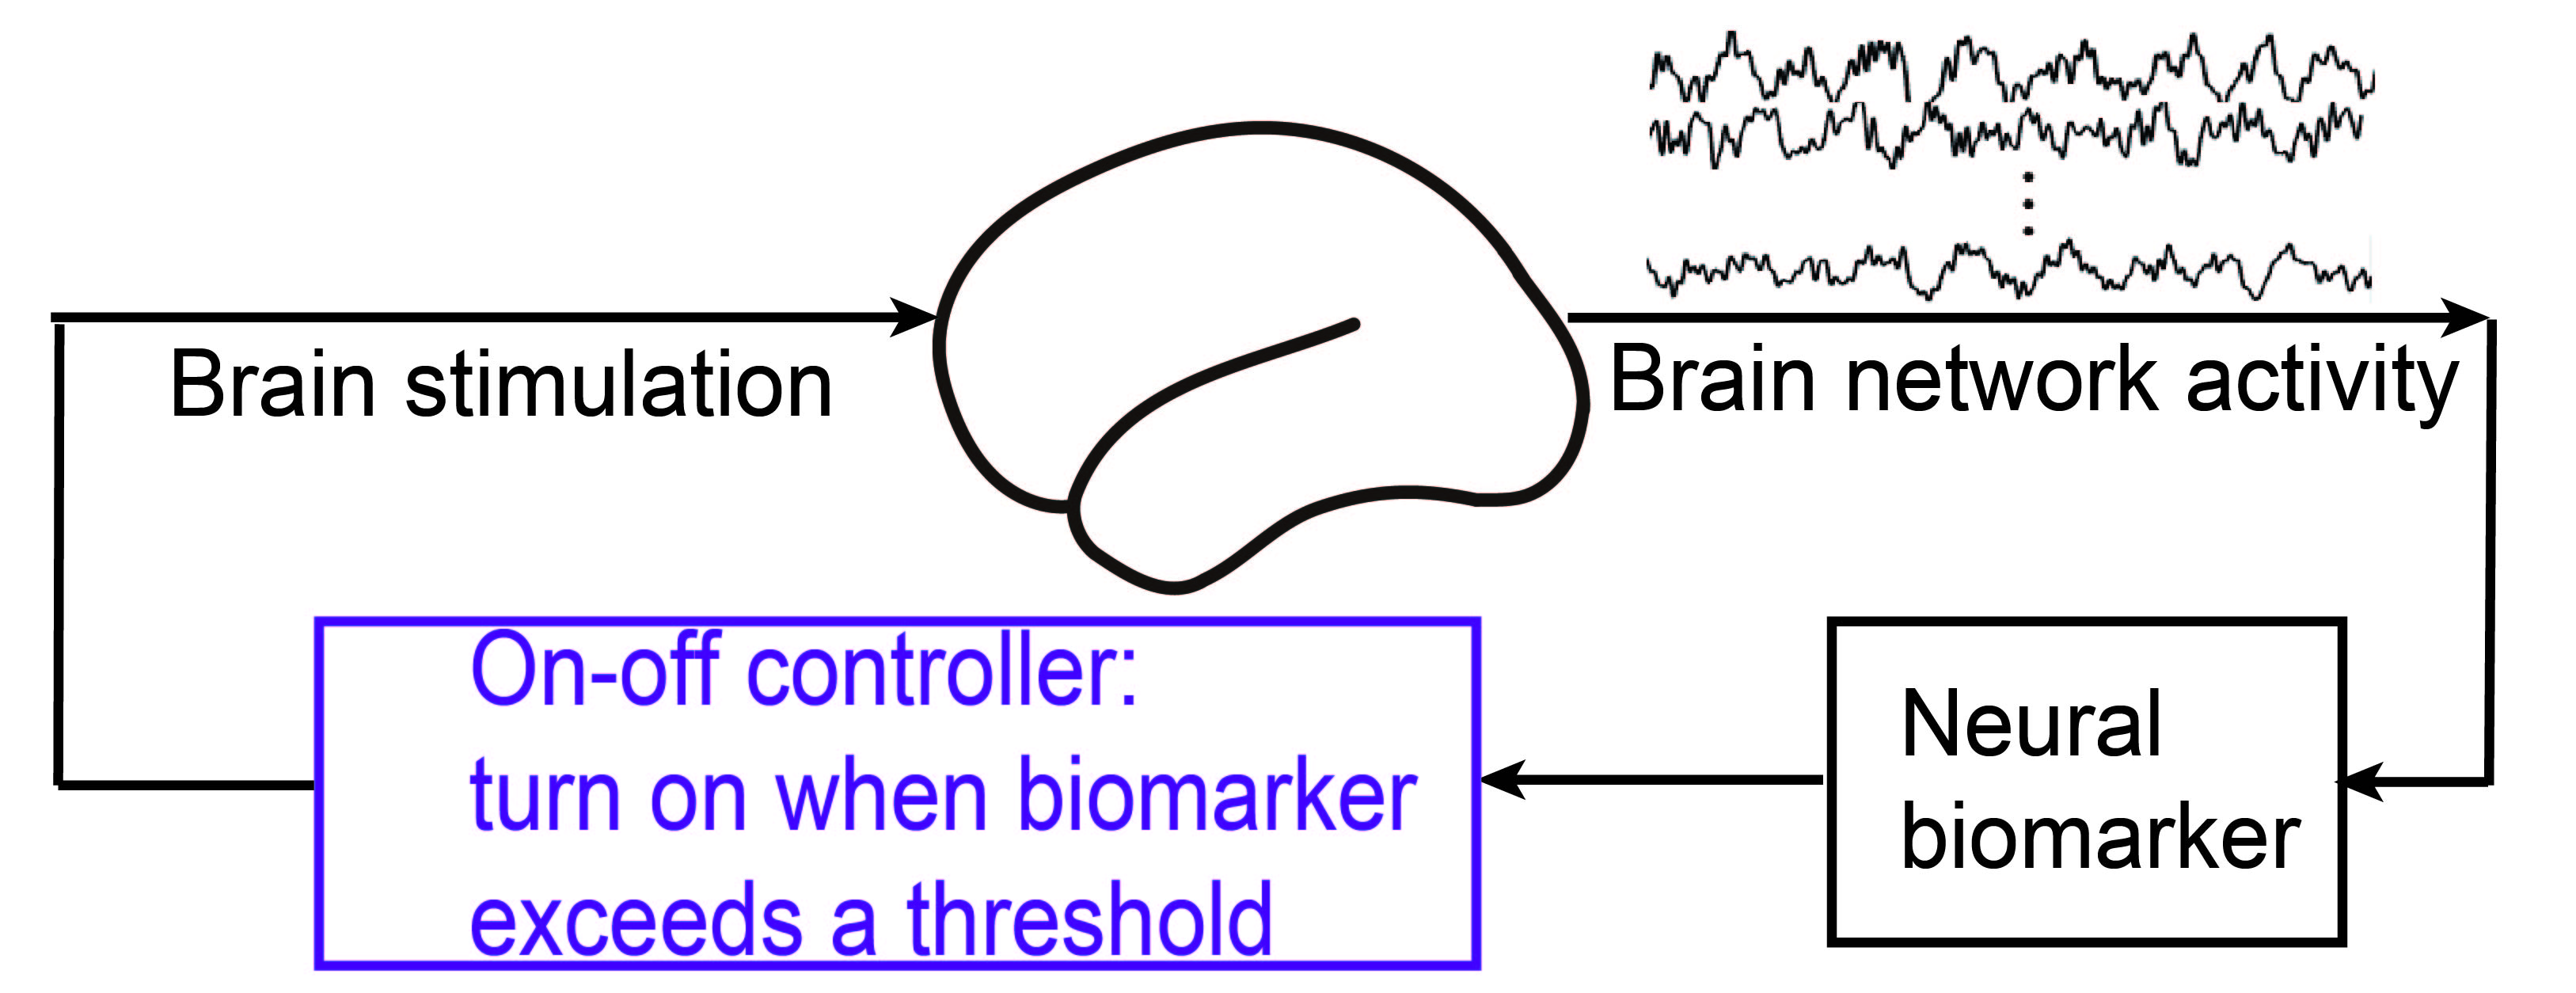 Brain stimulation
Brain network activity
On-off controller:
turn on when biomarker
exceeds a threshold
Neural
biomarker